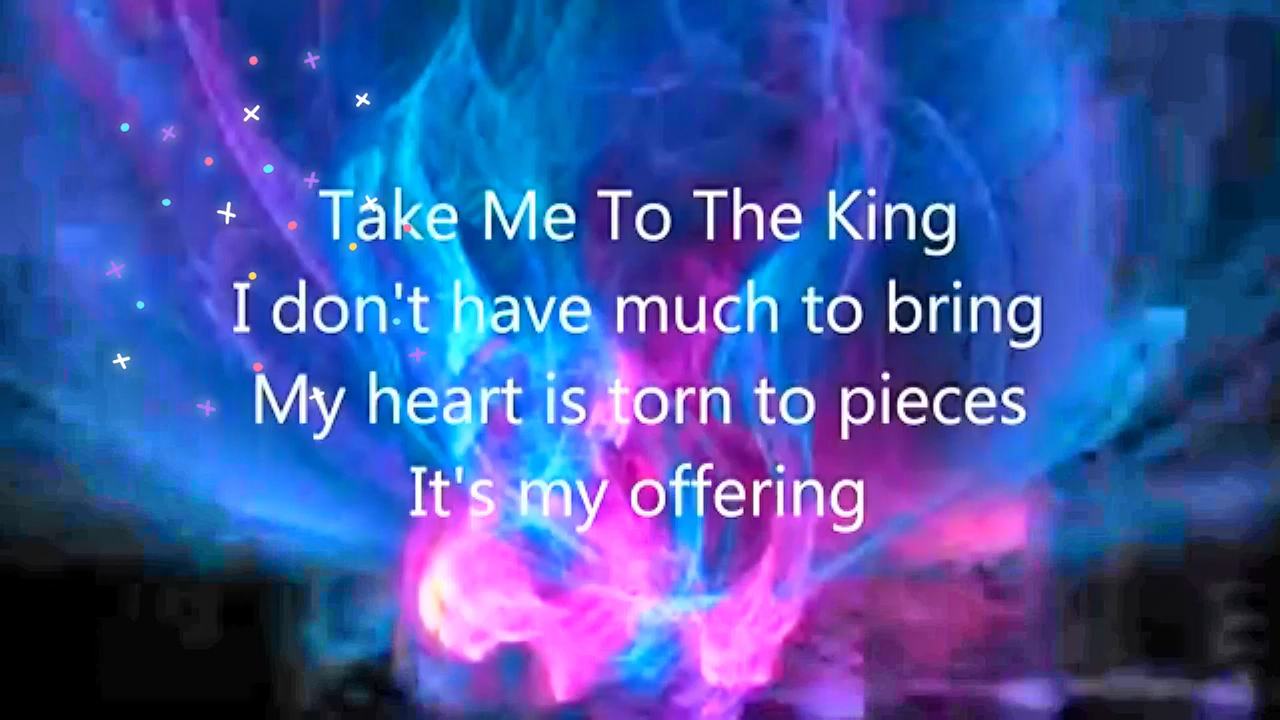 Take Me To The King
I don't have much to bring
My heart is torn to pieces
It's my offering